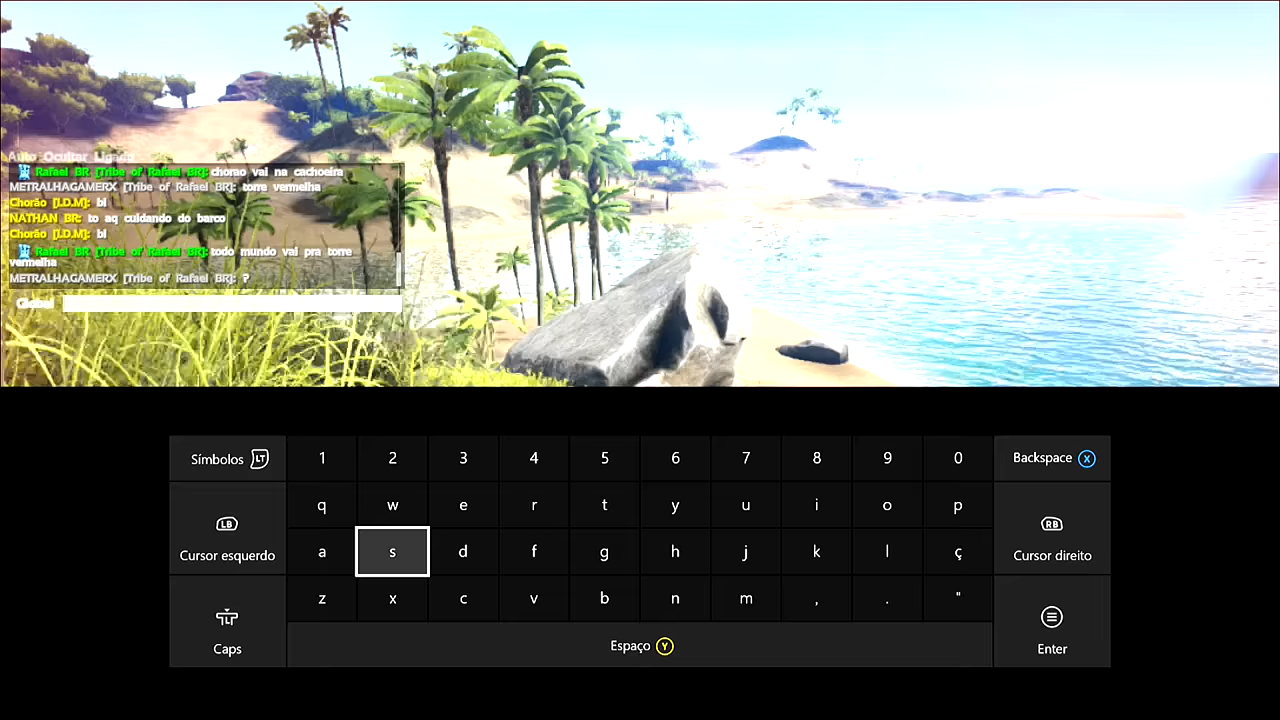 Auto Ocultar Ligado
Rafael BR [Tribe of Rafael BR]: chorao vai na cachoeira
METRALHAGAMERX [Tribe of Rafael BR]: torre vermelha
Chorão [J.D.M]: bl
NATHAN BR: to aq cuidando do barco
Chorão [J.D.M]: bl
Rafael BR [Tribe of Rafael BR]: todo mundo vai pra torre
vermelha
METRALHAGAMERX [Tribe of Rafael BR]: ?
Global
Símbolos LT 1 2 3 4 5 6 7 8 9 0 Backspace X
q w e r t y u i o p
LB RB
Cursor esquerdo a s d f g h j k l ç Cursor direito
z x c v b n m , . "
LT
Caps Espaço Y Enter